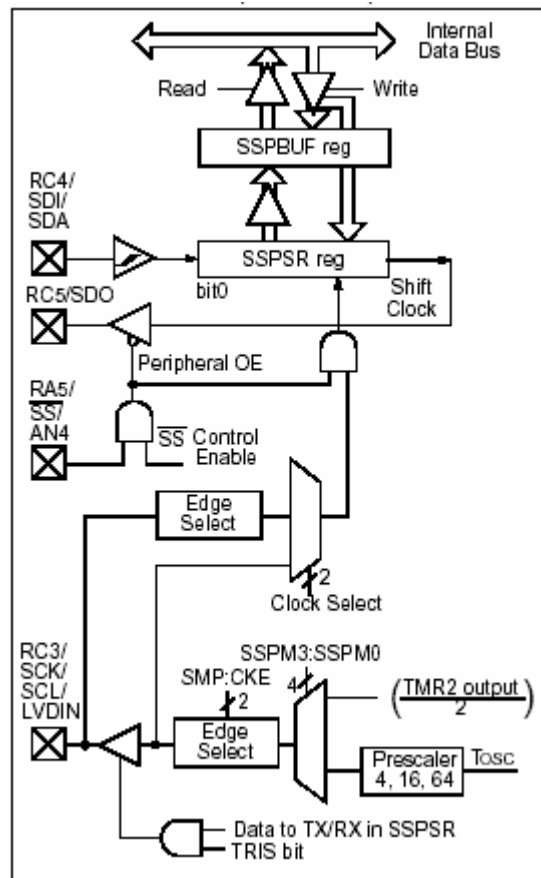 Internal
Data Bus
Read
Write
SSPBUF reg
RC4/
SDI/
SDA
SSPSR reg
bit0
Shift
Clock
RC5/SDO
Peripheral OE
RA5/
SS/
AN4
SS Control
Enable
Edge
Select
2
Clock Select
RC3/
SCK/
SCL/
LVDIN
SSPM3:SSPM0
SMP:CKE
4
2
Edge
Select
(TMR2 output
2)
Prescaler
4, 16, 64
TOSC
Data to TX/RX in SSPSR
TRIS bit